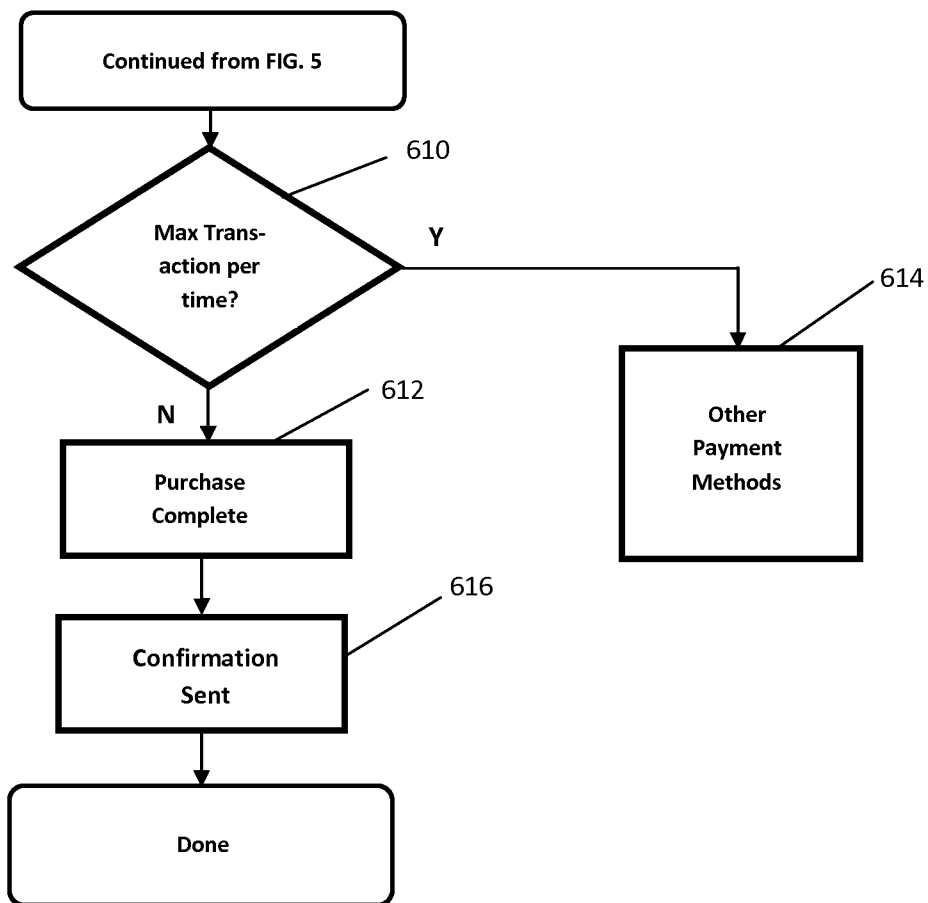 Continued from FIG. 5
610
Max Trans-
action per
time?
Y
614
N
612
Other
Payment
Methods
Purchase
Complete
616
Confirmation
Sent
Done